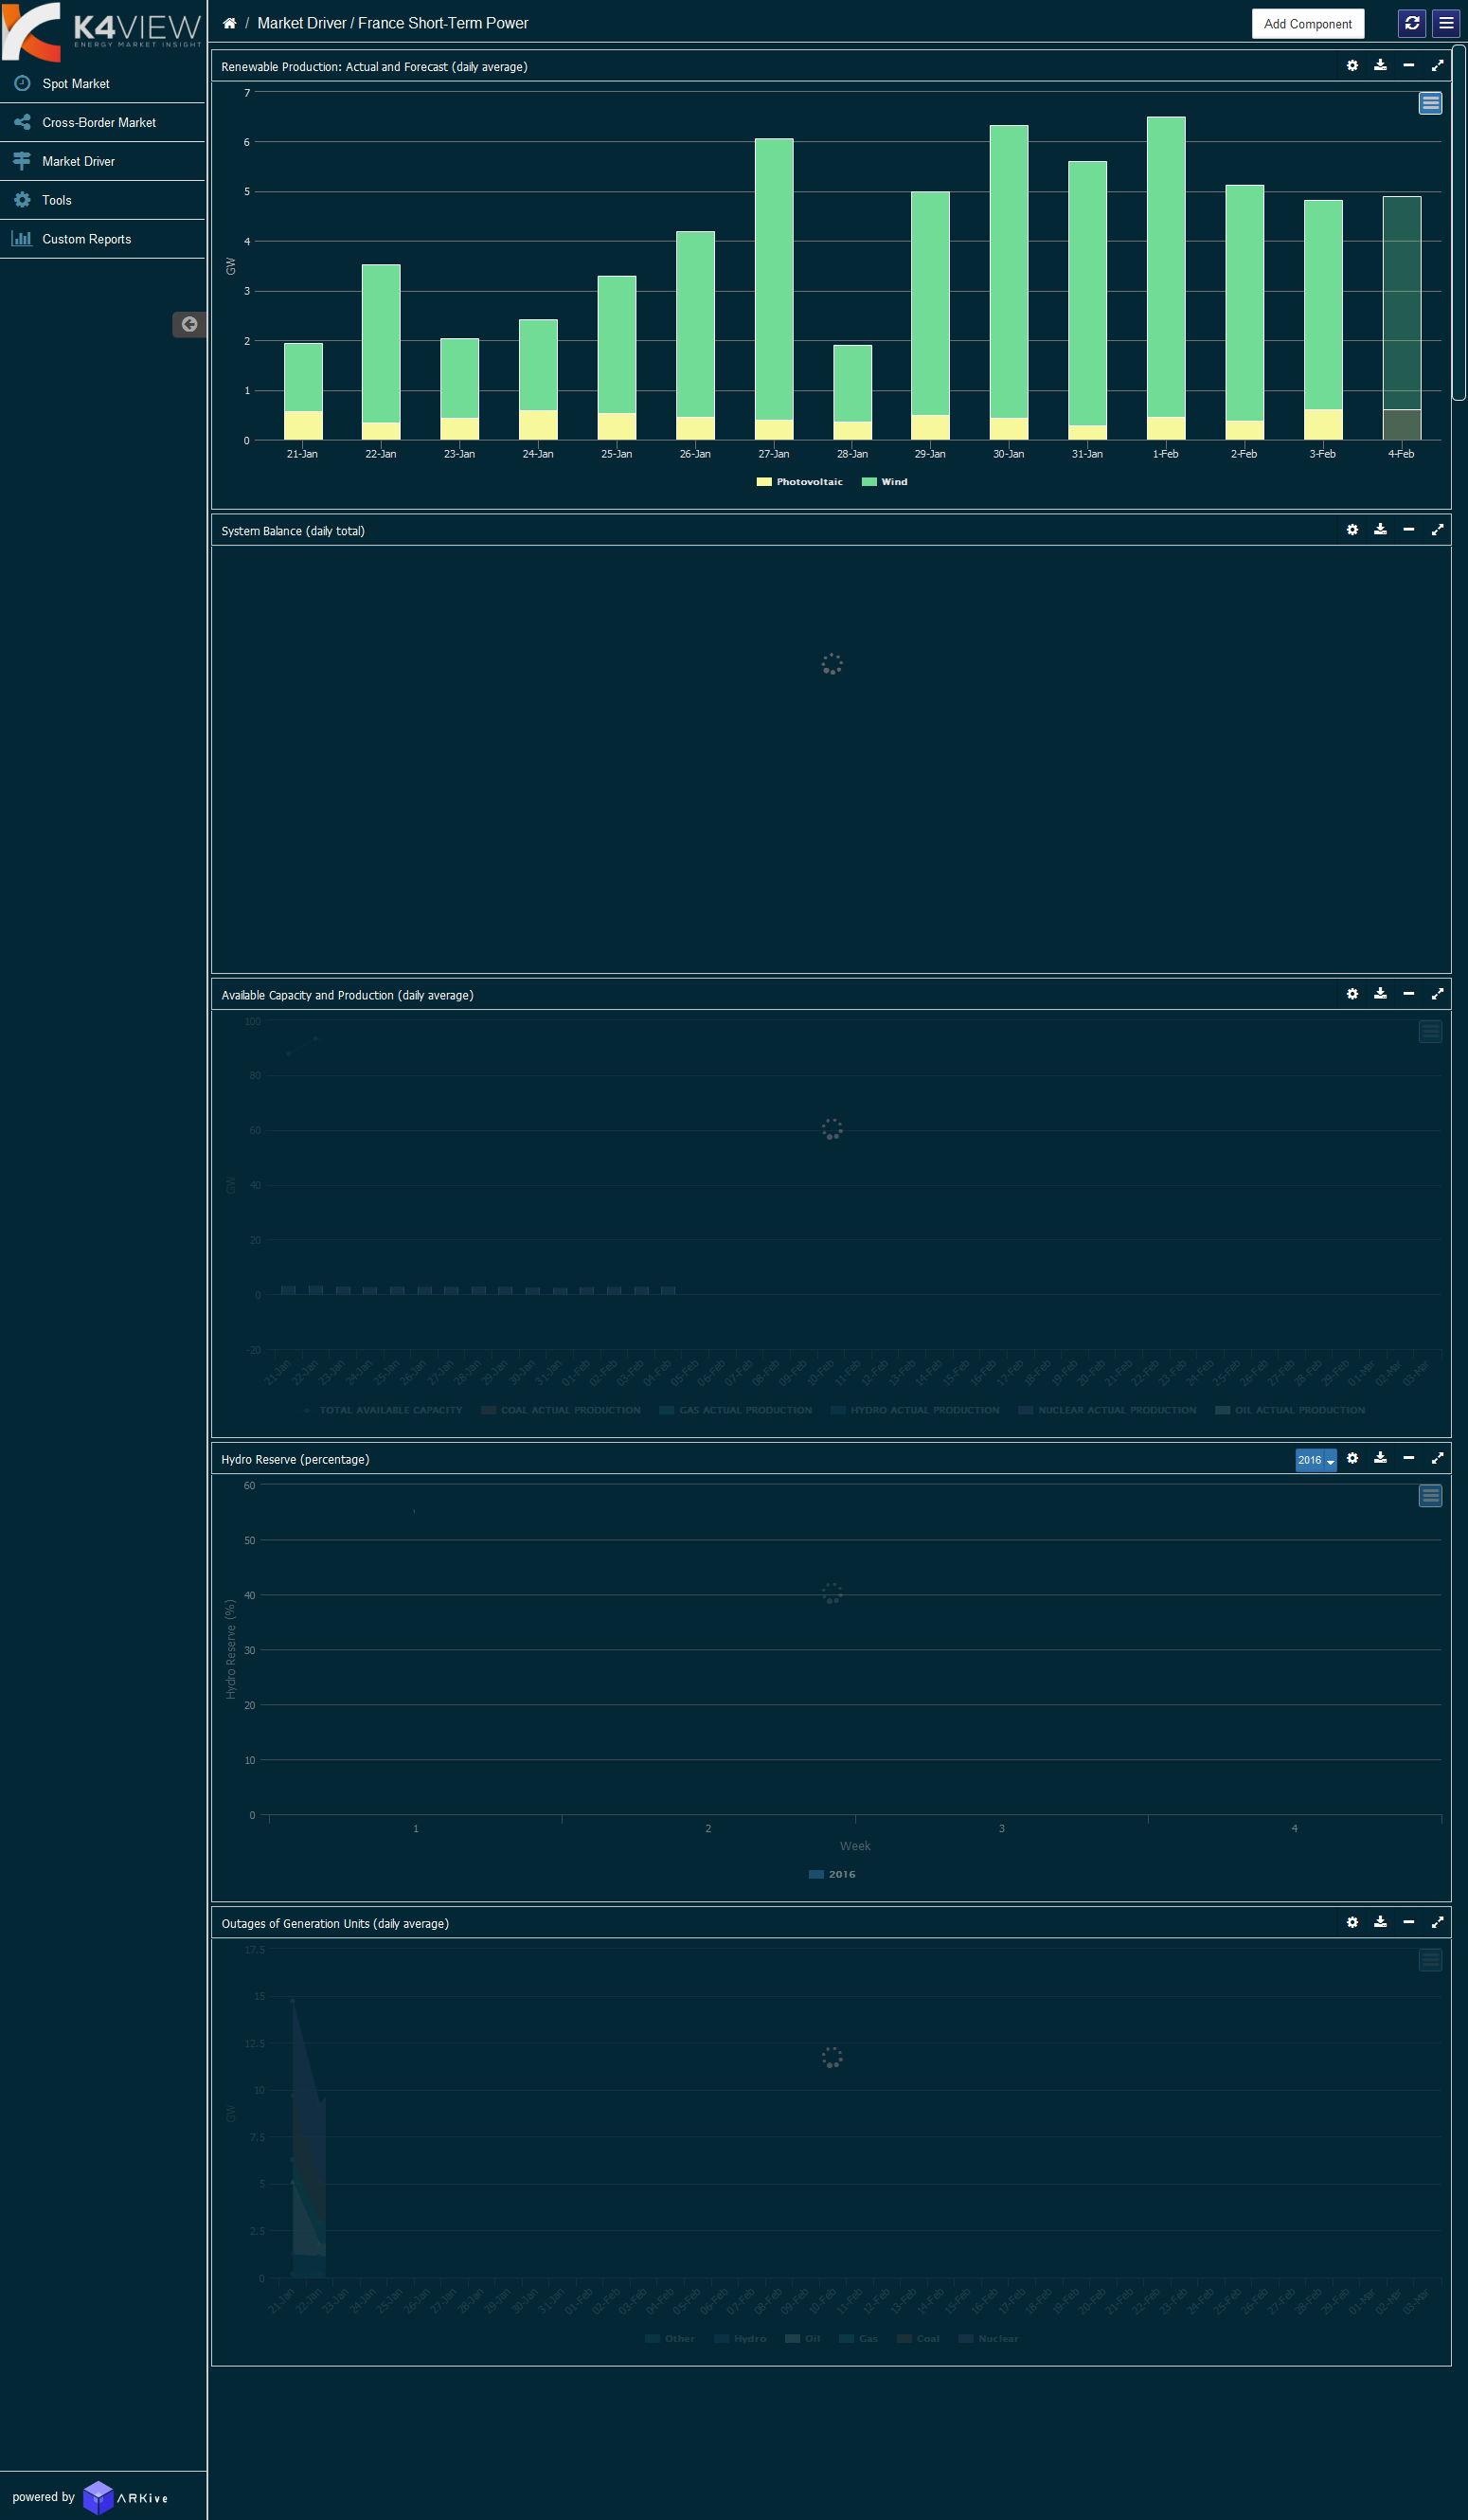 K4VIEW
ENERGY MARKET INSIGHT
Spot Market
Cross-Border Market
Market Driver
Tools
Custom Reports
/ Market Driver / France Short-Term Power
Add Component
Renewable Production: Actual and Forecast (daily average)
7
6
5
4
3
2
1
0
GW
21-Jan 22-Jan 23-Jan 24-Jan 25-Jan 26-Jan 27-Jan 28-Jan 29-Jan 30-Jan 31-Jan 1-Feb 2-Feb 3-Feb 4-Feb
Photovoltaic Wind
System Balance (daily total)
Available Capacity and Production (daily average)
100
80
60
40
20
0
-20
GW
21-Jan 22-Jan 23-Jan 24-Jan 25-Jan 26-Jan 27-Jan 28-Jan 29-Jan 30-Jan 31-Jan 01-Feb 02-Feb 03-Feb 04-Feb 05-Feb 06-Feb 07-Feb 08-Feb 09-Feb 10-Feb 11-Feb 12-Feb 13-Feb 14-Feb 15-Feb 16-Feb 17-Feb 18-Feb 19-Feb 20-Feb 21-Feb 22-Feb 23-Feb 24-Feb 25-Feb 26-Feb 27-Feb 28-Feb 29-Feb 01-Mar 02-Mar 03-Mar
TOTAL AVAILABLE CAPACITY COAL ACTUAL PRODUCTION GAS ACTUAL PRODUCTION HYDRO ACTUAL PRODUCTION NUCLEAR ACTUAL PRODUCTION OIL ACTUAL PRODUCTION
Hydro Reserve (percentage)
2016
60
50
40
30
20
10
0
Hydro Reserve (%)
1 2 3 4
Week
2016
Outages of Generation Units (daily average)
17.5
15
12.5
10
7.5
5
2.5
0
GW
21-Jan 22-Jan 23-Jan 24-Jan 25-Jan 26-Jan 27-Jan 28-Jan 29-Jan 30-Jan 31-Jan 01-Feb 02-Feb 03-Feb 04-Feb 05-Feb 06-Feb 07-Feb 08-Feb 09-Feb 10-Feb 11-Feb 12-Feb 13-Feb 14-Feb 15-Feb 16-Feb 17-Feb 18-Feb 19-Feb 20-Feb 21-Feb 22-Feb 23-Feb 24-Feb 25-Feb 26-Feb 27-Feb 28-Feb 29-Feb 01-Mar 02-Mar 03-Mar
Other Hydro Oil Gas Coal Nuclear
powered by ARKive